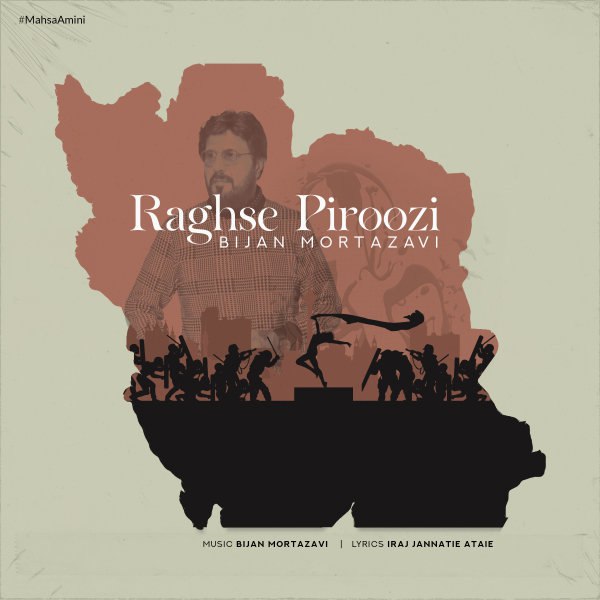 #MahsaAmini
Raghse Piroozi
BIJAN MORTAZAVI
MUSIC BIJAN MORTAZAVI | LYRICS IRAJ JANNATIE ATAIE